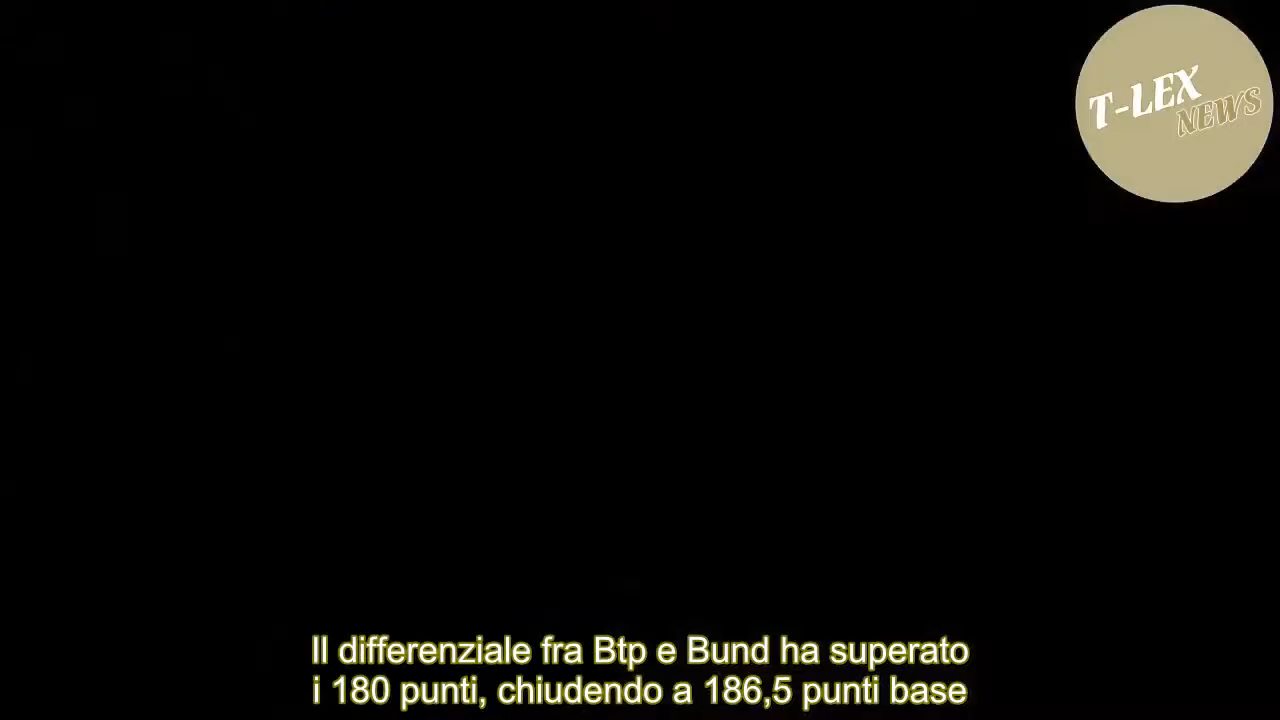 T-LEX
NEWS
Il differenziale fra Btp e Bund ha superato
i 180 punti, chiudendo a 186,5 punti base